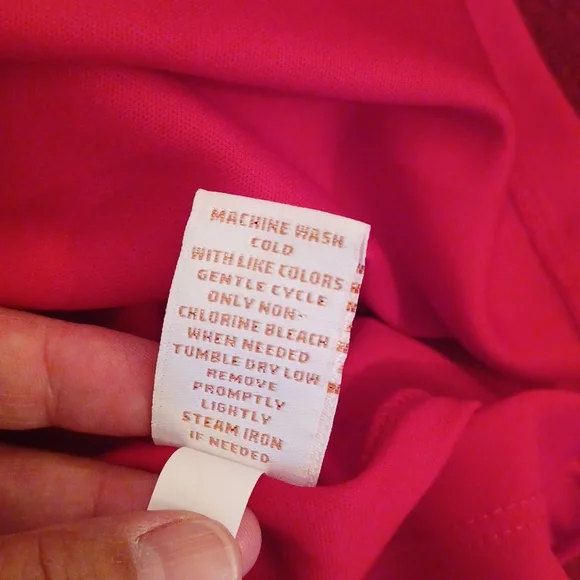 MACHINE WASH
COLD
WITH LIKE COLORS
GENTLE CYCLE
ONLY NON-
CHLORINE BLEACH
WHEN NEEDED
TUMBLE DRY LOW
REMOVE
PROMPTLY
LIGHTLY
STEAM IRON
IF NEEDED